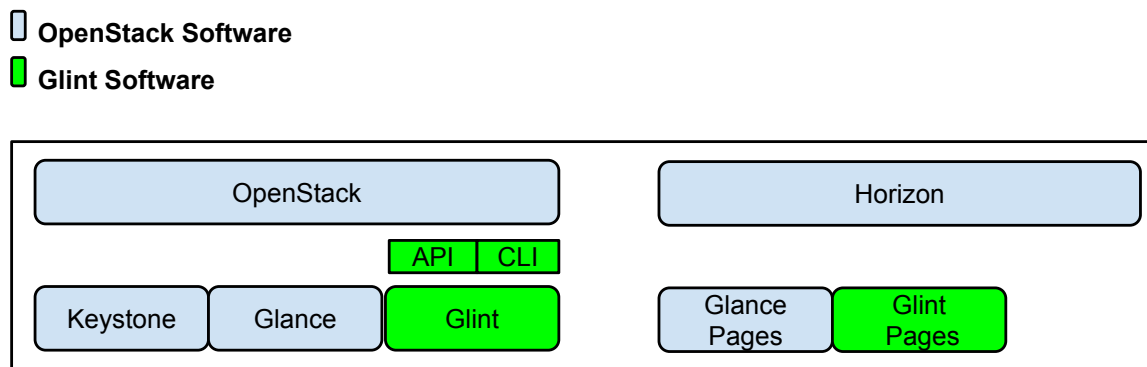 OpenStack Software
Glint Software
OpenStack
Horizon
API CLI
Keystone Glance Glint
Glance Pages
Glint Pages